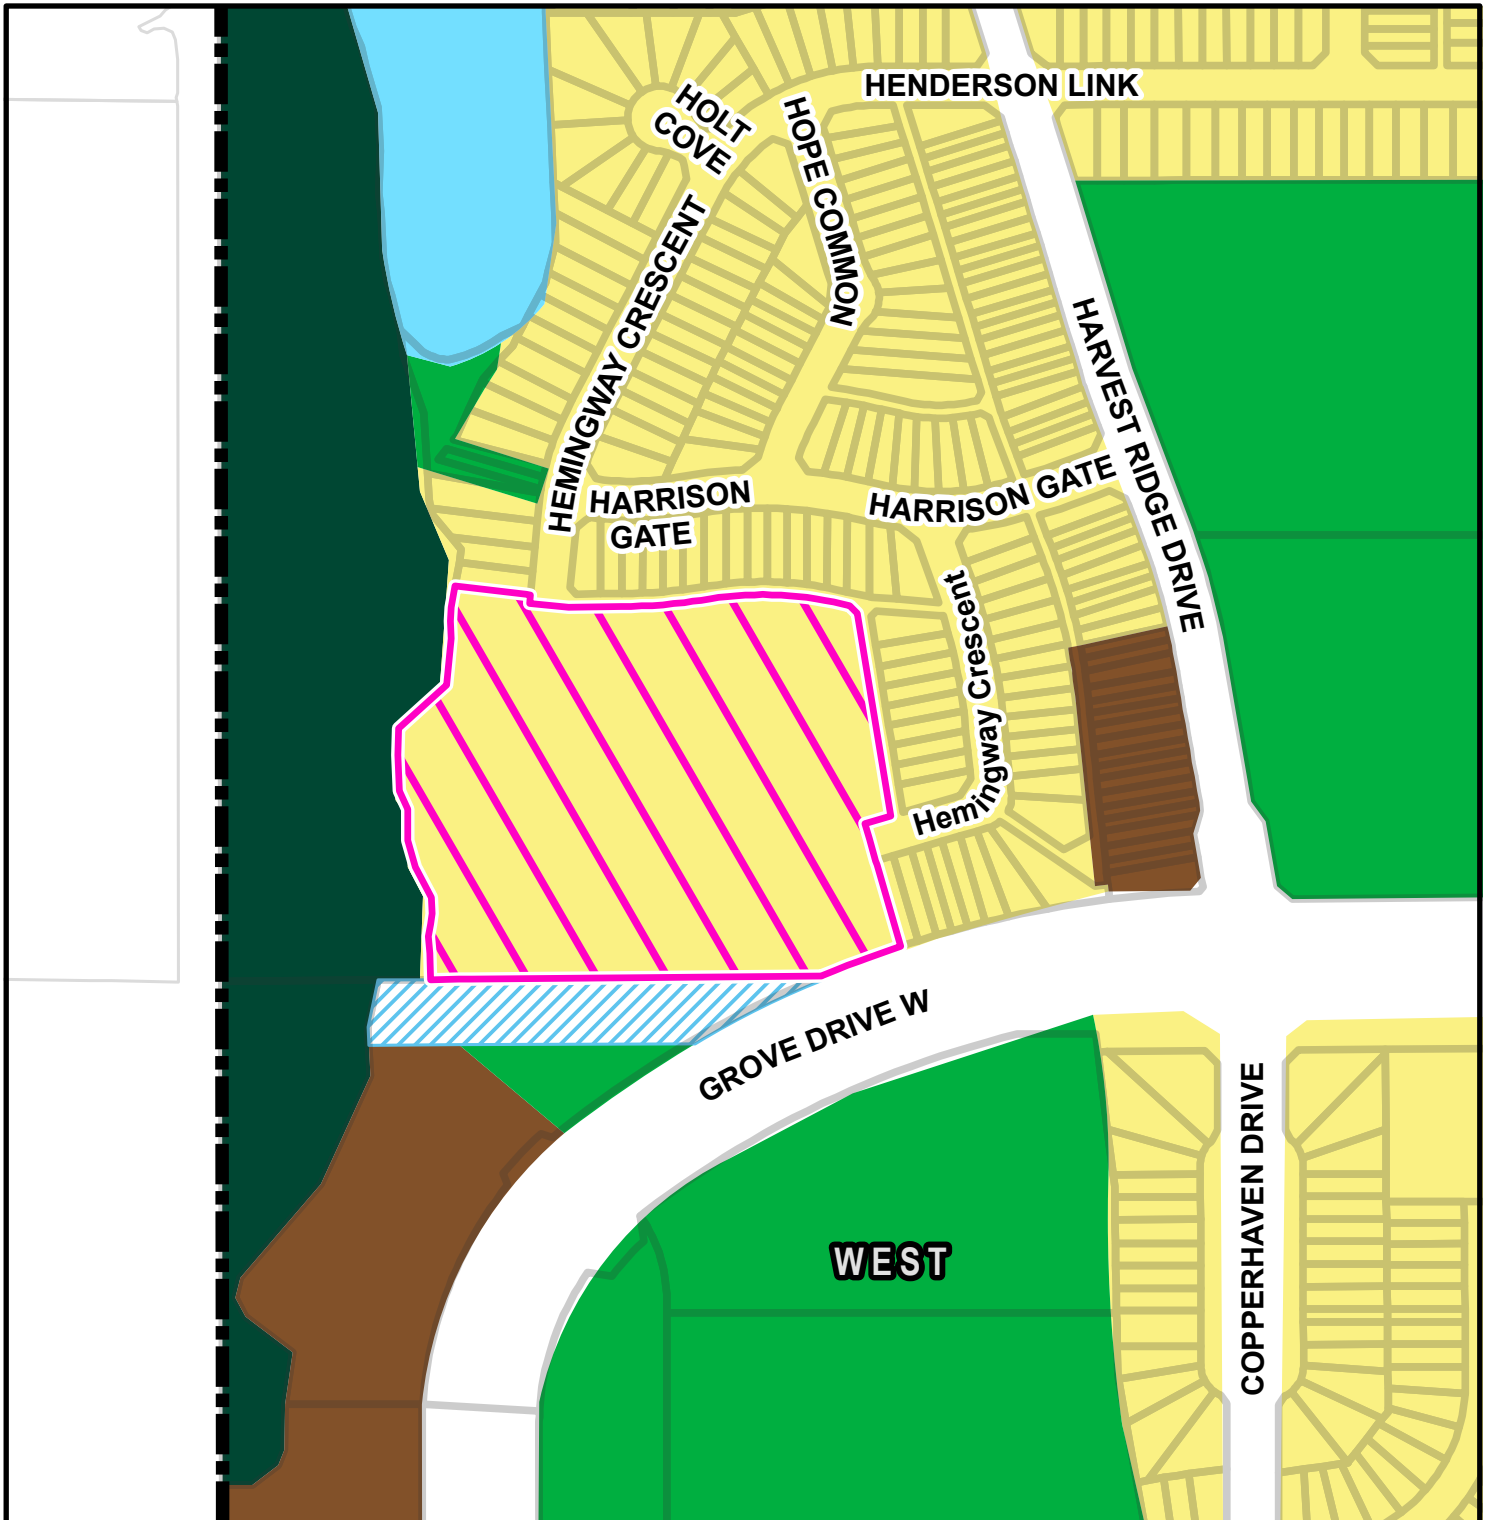 HENDERSON LINK
HOLT
COVE
HOPE COMMON
HEMINGWAY CRESCENT
HARVEST RIDGE DRIVE
HARRISON
GATE
HARRISON GATE
Hemingway Crescent
GROVE DRIVE W
COPPERHAVEN DRIVE
WEST